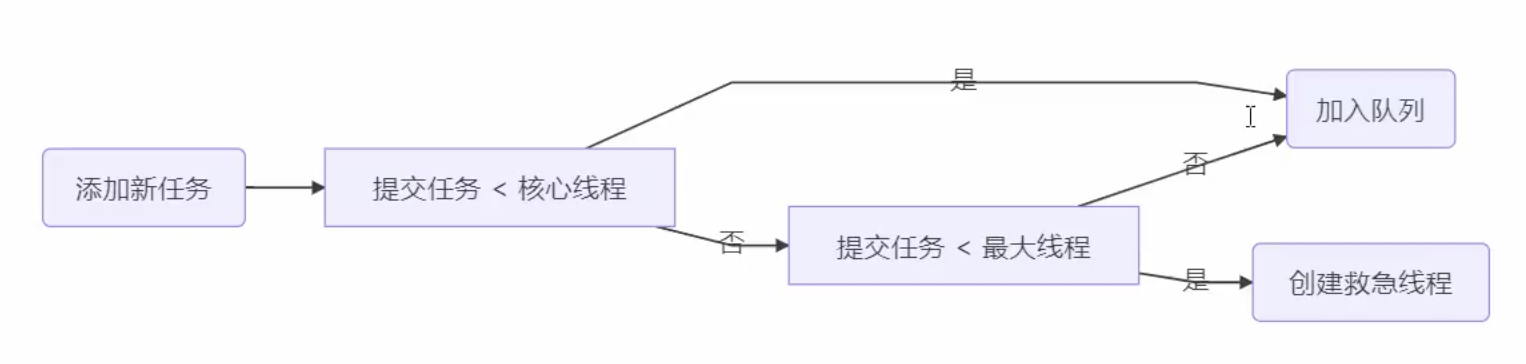 是
加入队列
添加新任务
提交任务 < 核心线程
否
否
提交任务 < 最大线程
是
创建救急线程